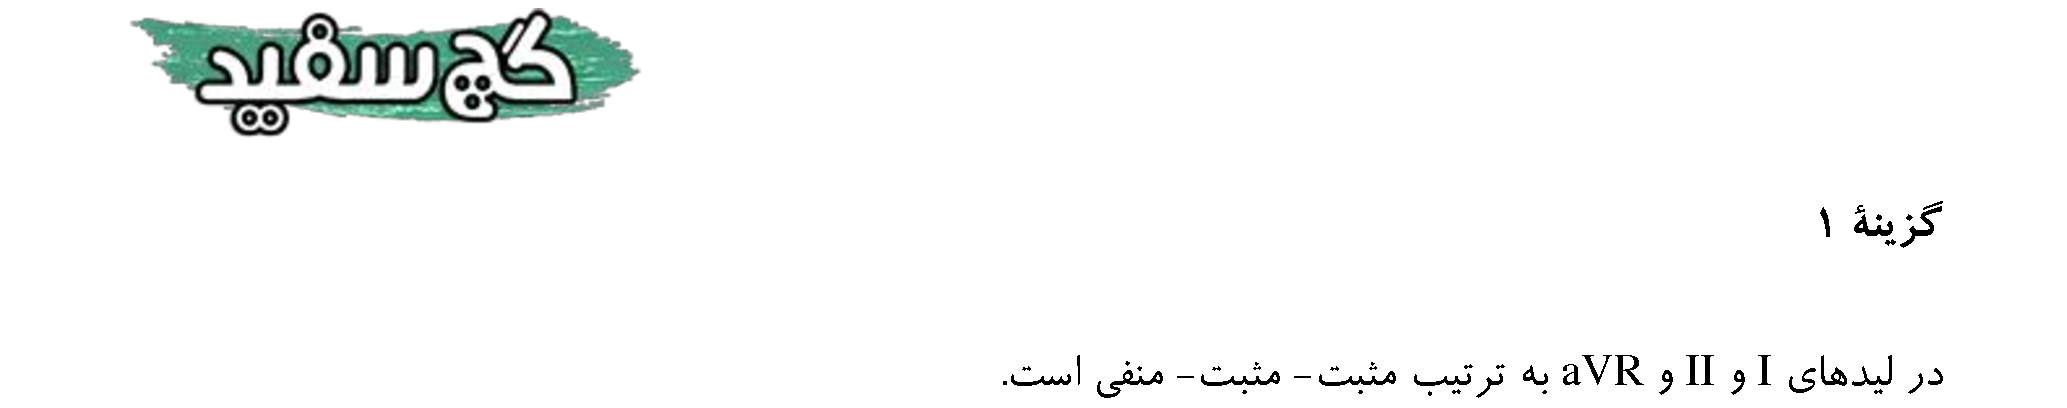 گچ سفید
گزینهٔ ۱
در لیدهای I و II و aVR به ترتیب مثبت- مثبت- منفی است.